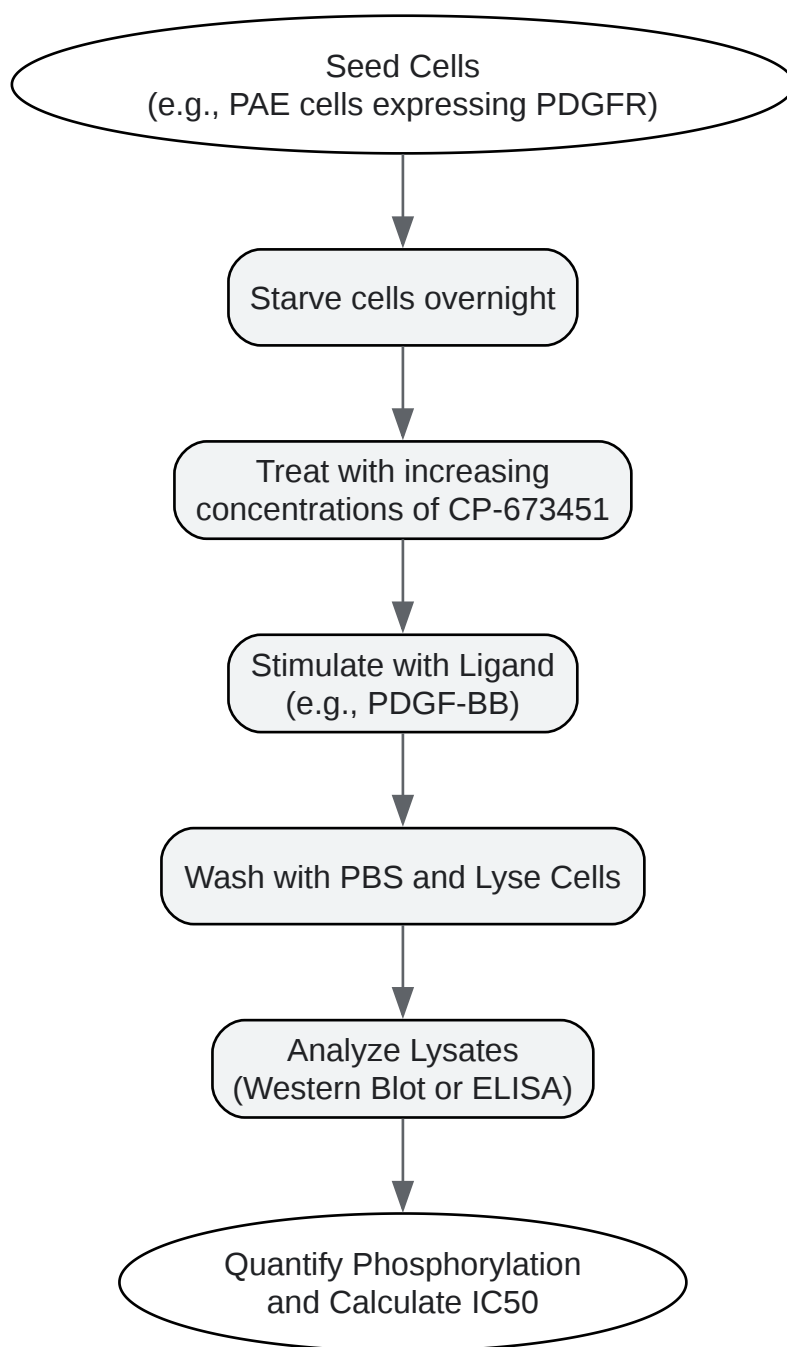 Seed Cells
(e.g., PAE cells expressing PDGFR)
Starve cells overnight
Treat with increasing
concentrations of CP-673451
Stimulate with Ligand
(e.g., PDGF-BB)
Wash with PBS and Lyse Cells
Analyze Lysates
(Western Blot or ELISA)
Quantify Phosphorylation
and Calculate IC50